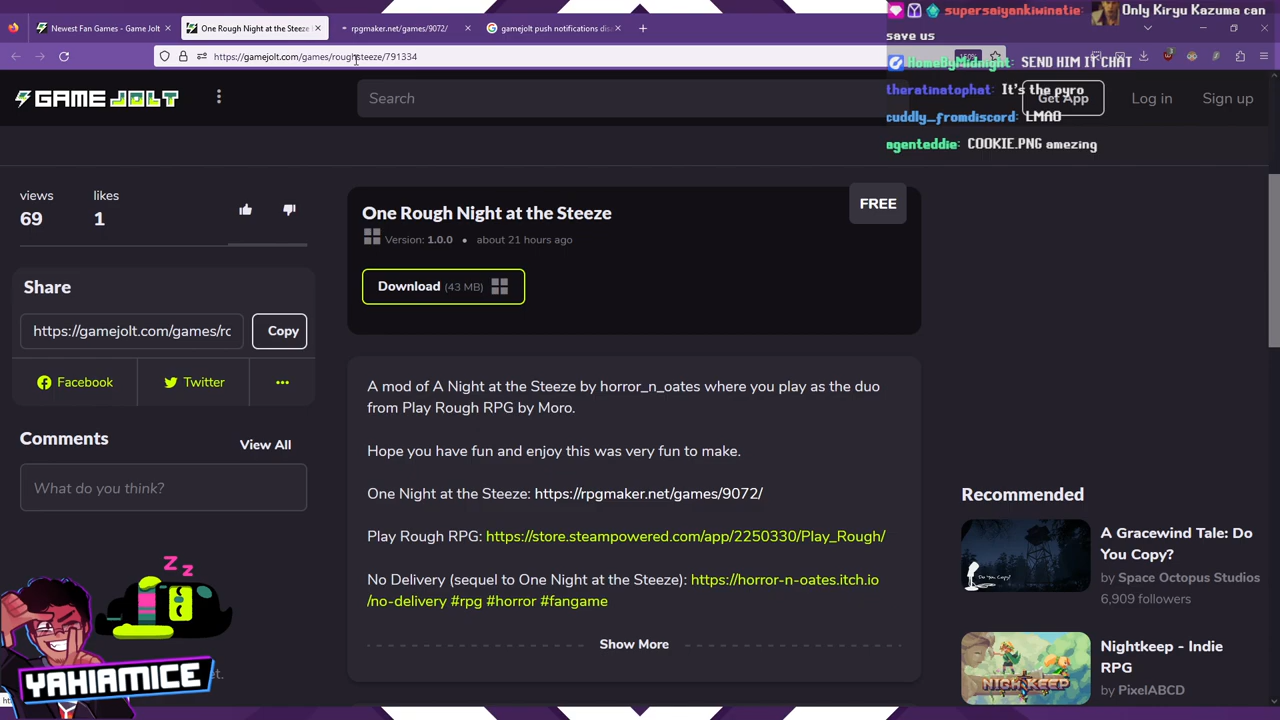 Newest Fan Games - Game Jolt
One Rough Night at the Steeze
rpgmaker.net/games/9072/
gamejolt push notifications disa
supersaiyankiwinatie: Only Kiryu Kazuma can
save us
https://gamejolt.com/games/roughsteeze/791334
HomeByMidnight: SEND HIM IT CHAT
theratinatophat: It's the pyro
GAME JOLT
Search
Get App
Log in
Sign up
cuddly_fromdiscord: LMAO
agenteddie: COOKIE.PNG amezing
views
likes
69
1
One Rough Night at the Steeze
FREE
Version: 1.0.0 • about 21 hours ago
Download (43 MB)
Share
https://gamejolt.com/games/rc
Copy
Facebook
Twitter
A mod of A Night at the Steeze by horror_n_oates where you play as the duo
from Play Rough RPG by Moro.
Hope you have fun and enjoy this was very fun to make.
One Night at the Steeze: https://rpgmaker.net/games/9072/
Play Rough RPG: https://store.steampowered.com/app/2250330/Play_Rough/
No Delivery (sequel to One Night at the Steeze): https://horror-n-oates.itch.io
/no-delivery #rpg #horror #fangame
Show More
Comments
View All
What do you think?
z
z
et.
YAHIAMICE
Recommended
A Gracewind Tale: Do
You Copy?
by Space Octopus Studios
6,909 followers
Nightkeep - Indie
RPG
by PixelABCD
NIGHTKEEP